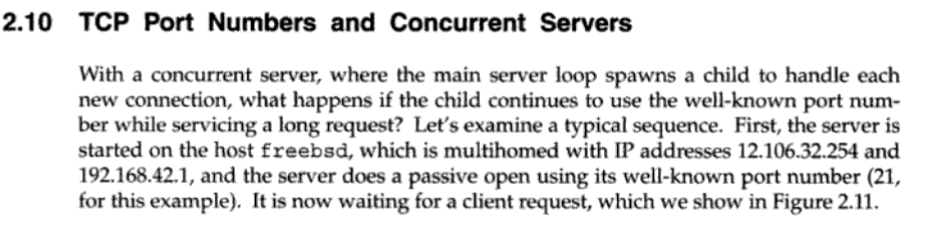 2.10 TCP Port Numbers and Concurrent Servers
With a concurrent server, where the main server loop spawns a child to handle each
new connection, what happens if the child continues to use the well-known port num-
ber while servicing a long request? Let's examine a typical sequence. First, the server is
started on the host freebsd, which is multihomed with IP addresses 12.106.32.254 and
192.168.42.1, and the server does a passive open using its well-known port number (21,
for this example). It is now waiting for a client request, which we show in Figure 2.11.